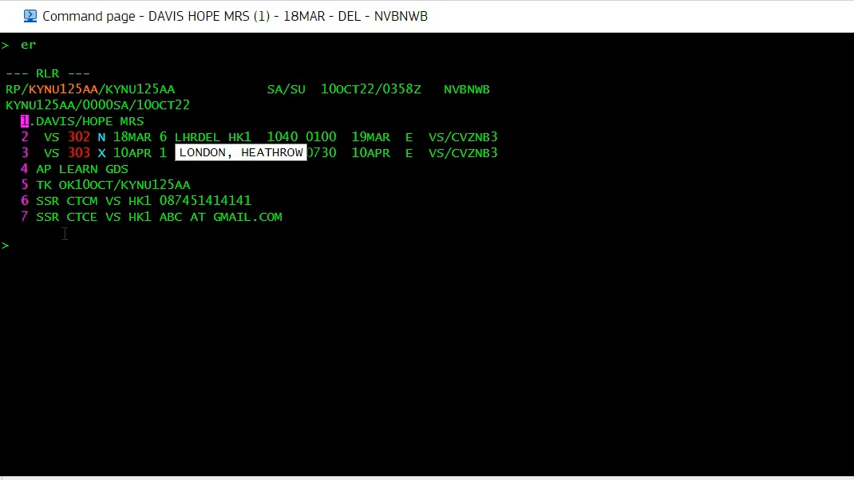 Command page - DAVIS HOPE MRS (1) - 18MAR - DEL - NVBNWB
> er
--- RLR ---
RP/KYNU125AA/KYNU125AA SA/SU 10OCT22/0358Z NVBNWB
KYNU125AA/0000SA/10OCT22
1.DAVIS/HOPE MRS
2 VS 302 N 18MAR 6 LHRDEL HK1 1040 0100 19MAR E VS/CVZNB3
3 VS 303 X 10APR 1 LONDON, HEATHROW 0730 10APR E VS/CVZNB3
4 AP LEARN GDS
5 TK OK10OCT/KYNU125AA
6 SSR CTCM VS HK1 087451414141
7 SSR CTCE VS HK1 ABC AT GMAIL.COM
>